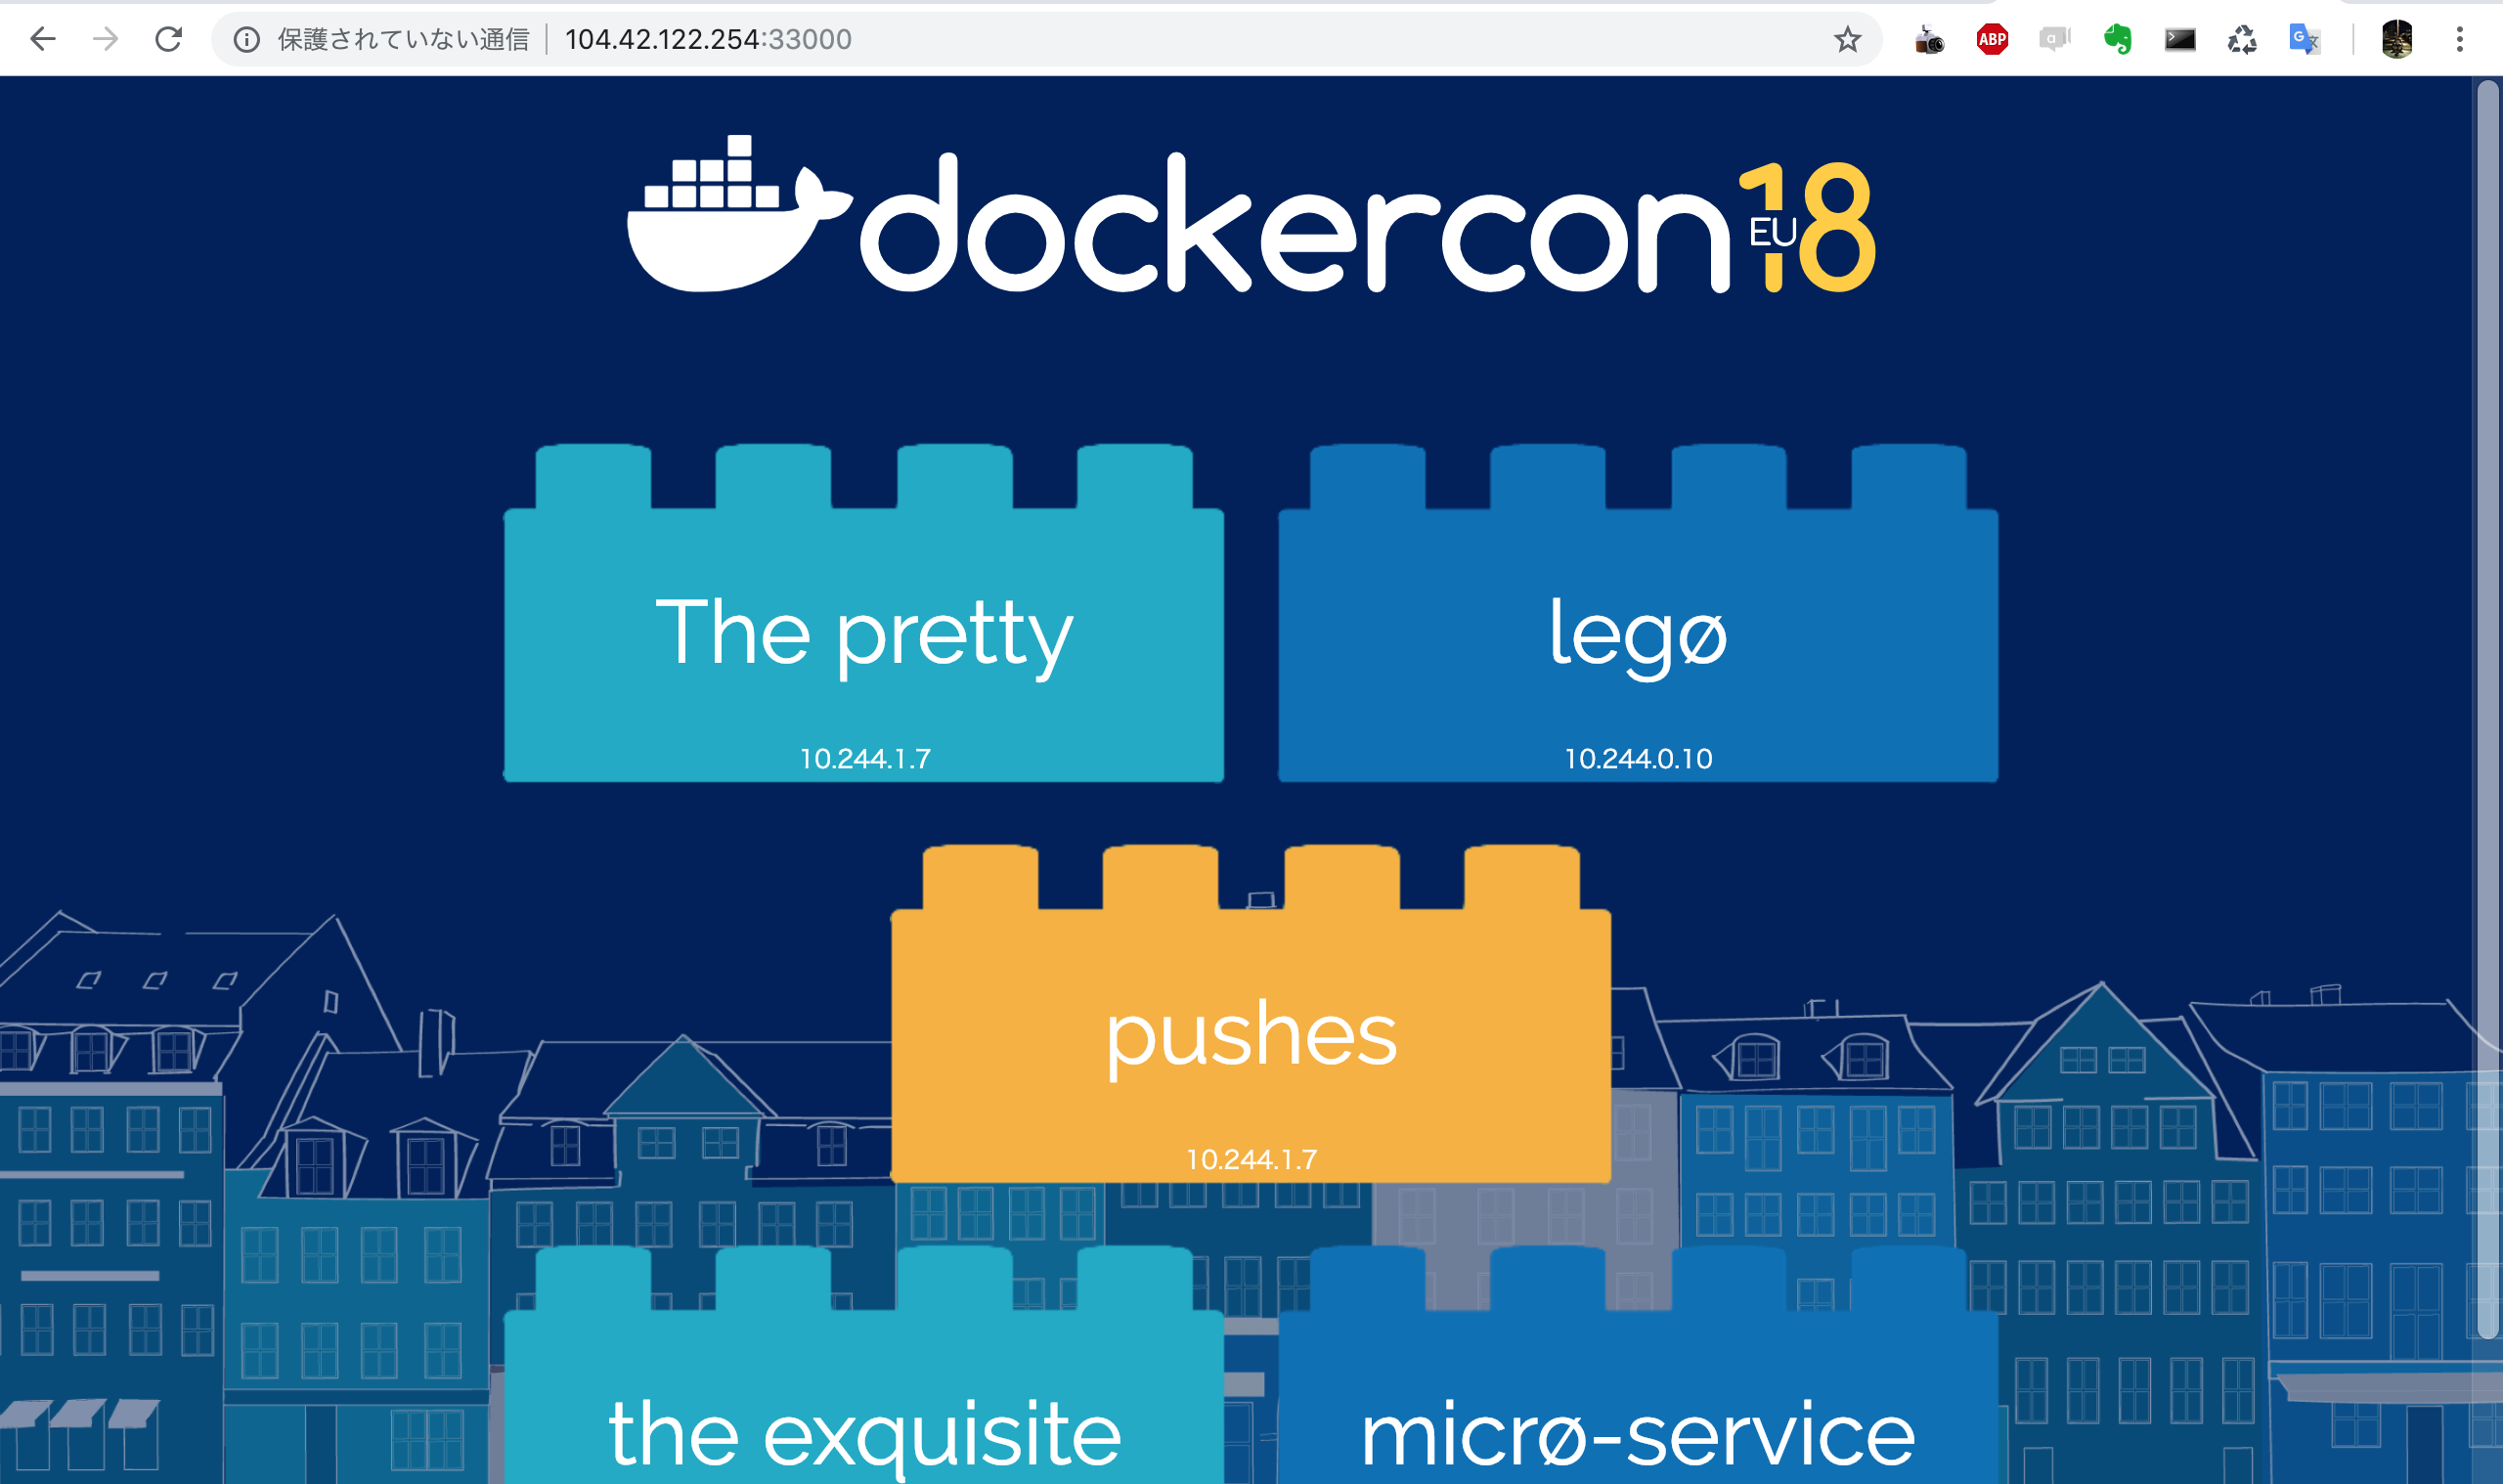 保護されていない通信 104.42.122.254:33000
ABP
dockercon EU 18
The pretty
10.244.1.7
legø
10.244.0.10
pushes
10.244.1.7
the exquisite
micrø-service